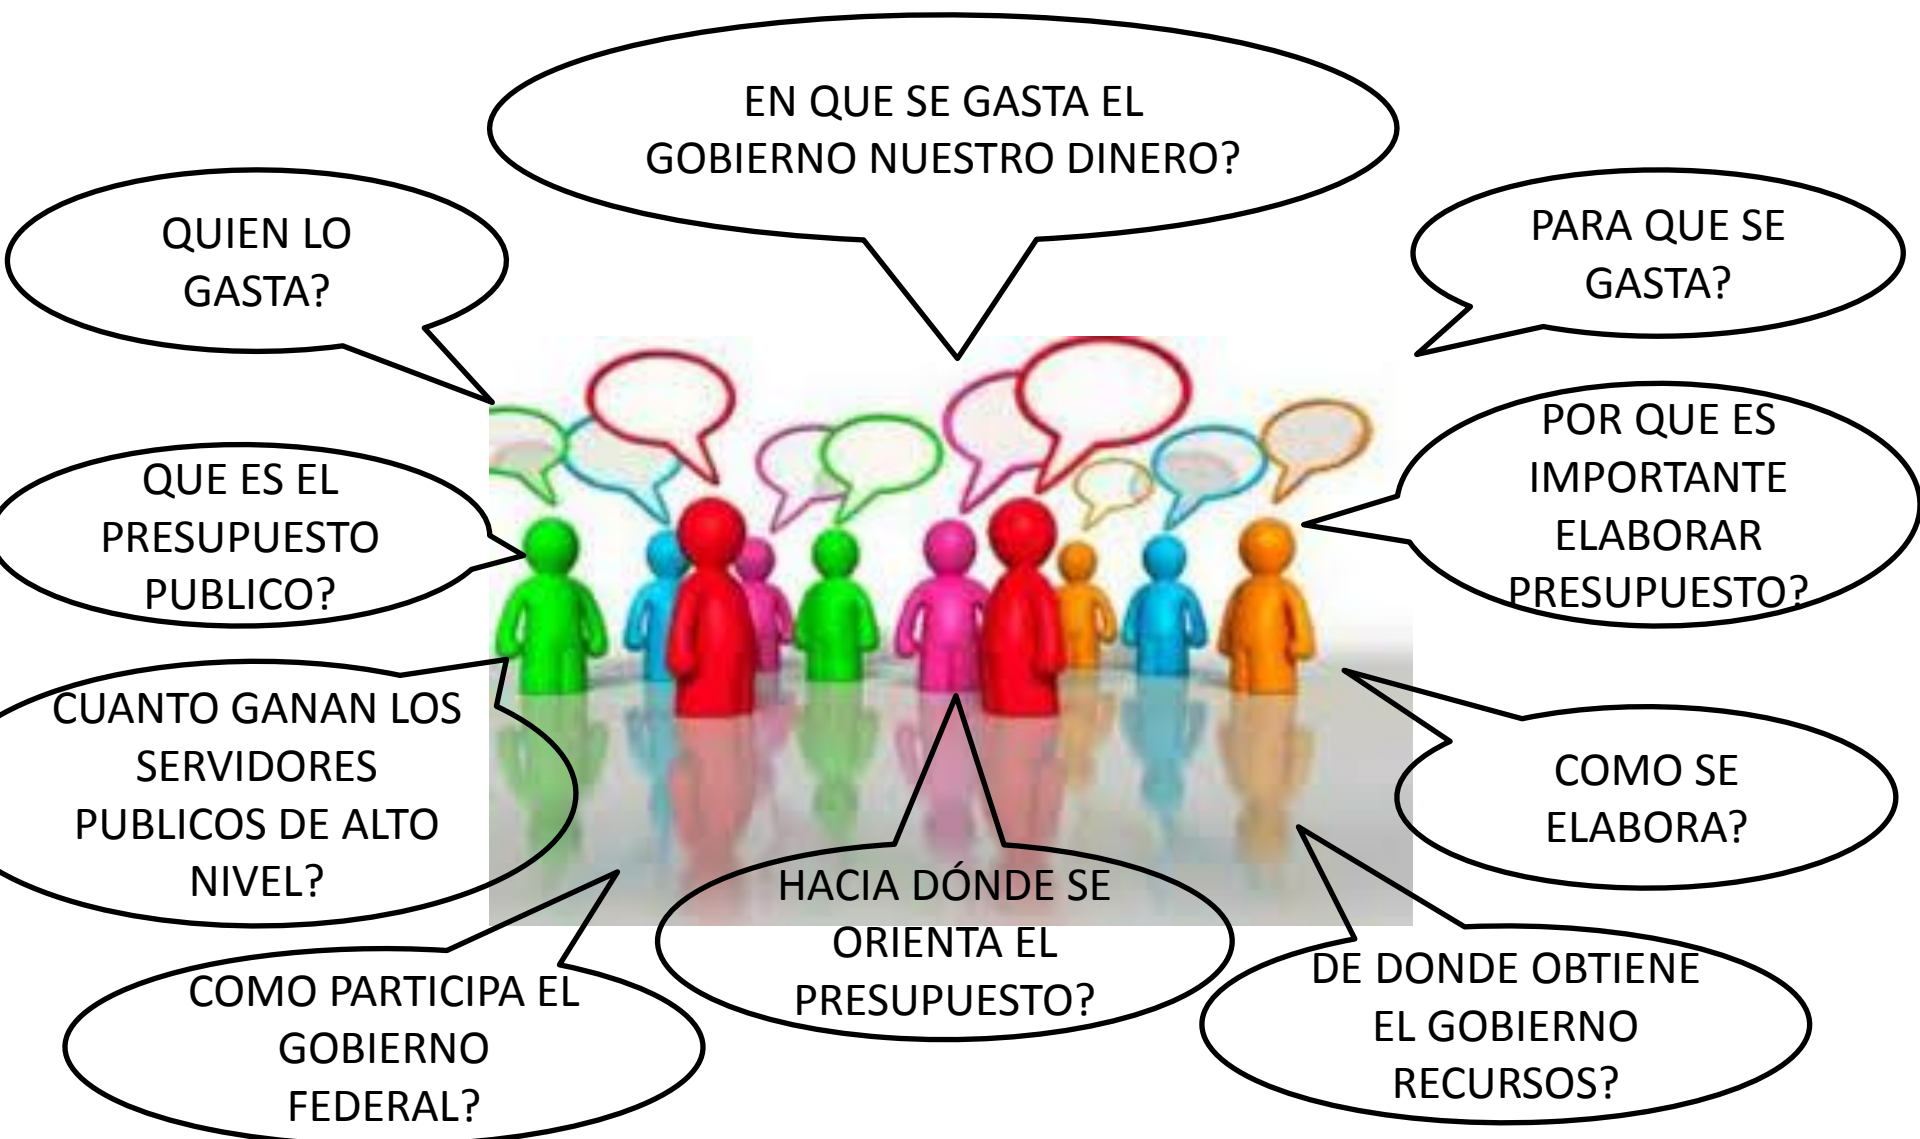 EN QUE SE GASTA EL
GOBIERNO NUESTRO DINERO?
QUIEN LO
GASTA?
PARA QUE SE
GASTA?
QUE ES EL
PRESUPUESTO
PUBLICO?
POR QUE ES
IMPORTANTE
ELABORAR
PRESUPUESTO?
CUANTO GANAN LOS
SERVIDORES
PUBLICOS DE ALTO
NIVEL?
COMO SE
ELABORA?
HACIA DÓNDE SE
ORIENTA EL
PRESUPUESTO?
COMO PARTICIPA EL
GOBIERNO
FEDERAL?
DE DONDE OBTIENE
EL GOBIERNO
RECURSOS?